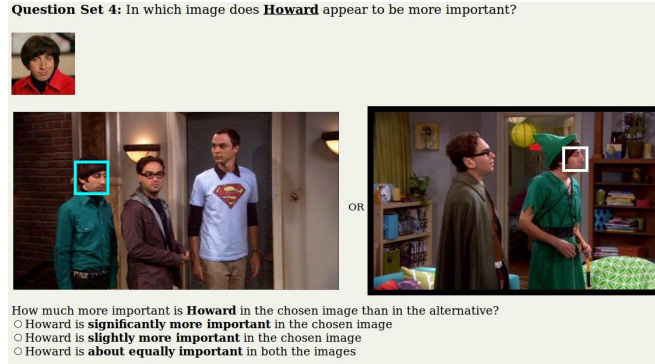 Question Set 4: In which image does Howard appear to be more important?
OR
How much more important is Howard in the chosen image than in the alternative?
Howard is significantly more important in the chosen image
Howard is slightly more important in the chosen image
Howard is about equally important in both the images